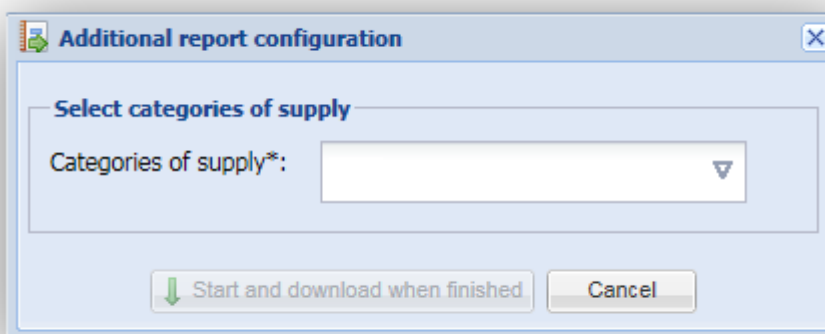 Additional report configuration
Select categories of supply
Categories of supply*:
Start and download when finished
Cancel